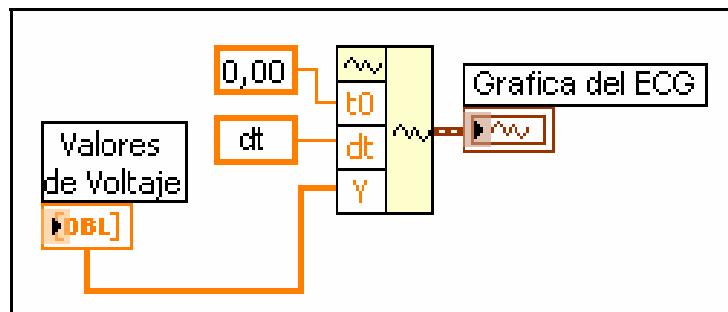 0,00
t0
Grafica del ECG
dt
dt
Valores
de Voltaje
Y
[DBL]